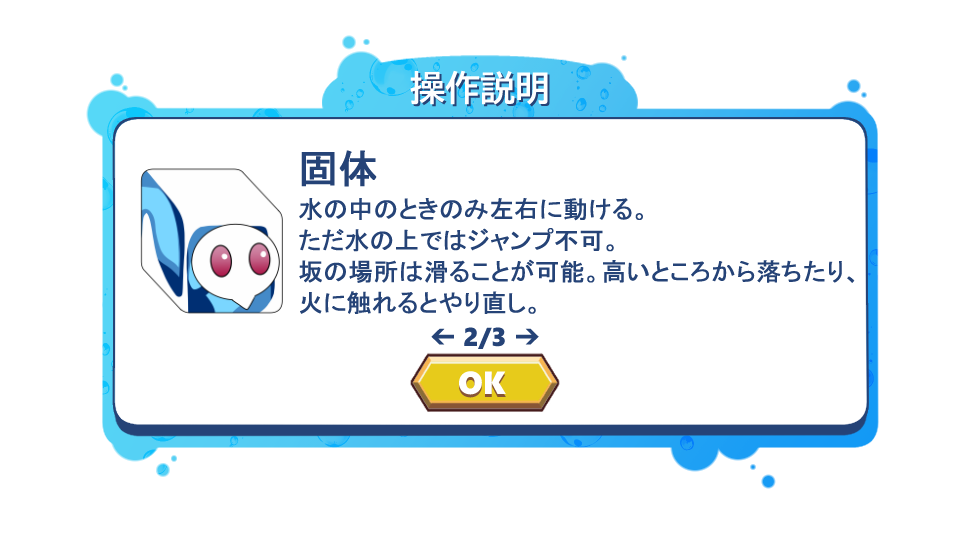 操作説明
固体
水の中のときのみ左右に動ける。
ただ水の上ではジャンプ不可。
坂の場所は滑ることが可能。高いところから落ちたり、
火に触れるとやり直し。
← 2/3 →
OK